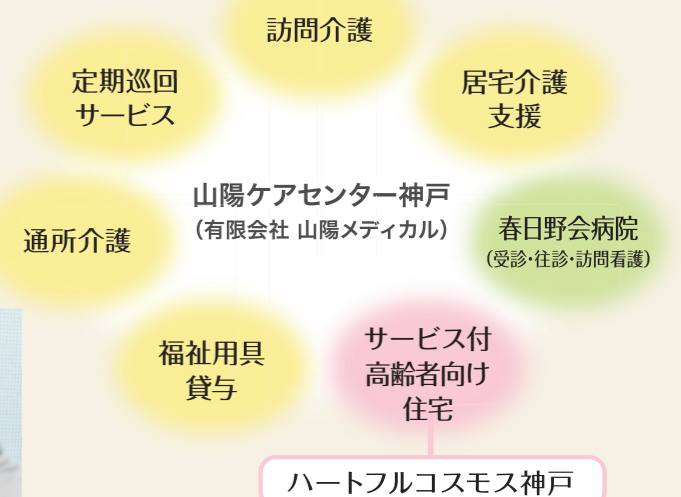 訪問介護
定期巡回
サービス
居宅介護
支援
山陽ケアセンター神戸
（有限会社 山陽メディカル）
通所介護
春日野会病院
（受診・往診・訪問看護）
福祉用具
貸与
サービス付
高齢者向け
住宅
ハートフルコスモス神戸